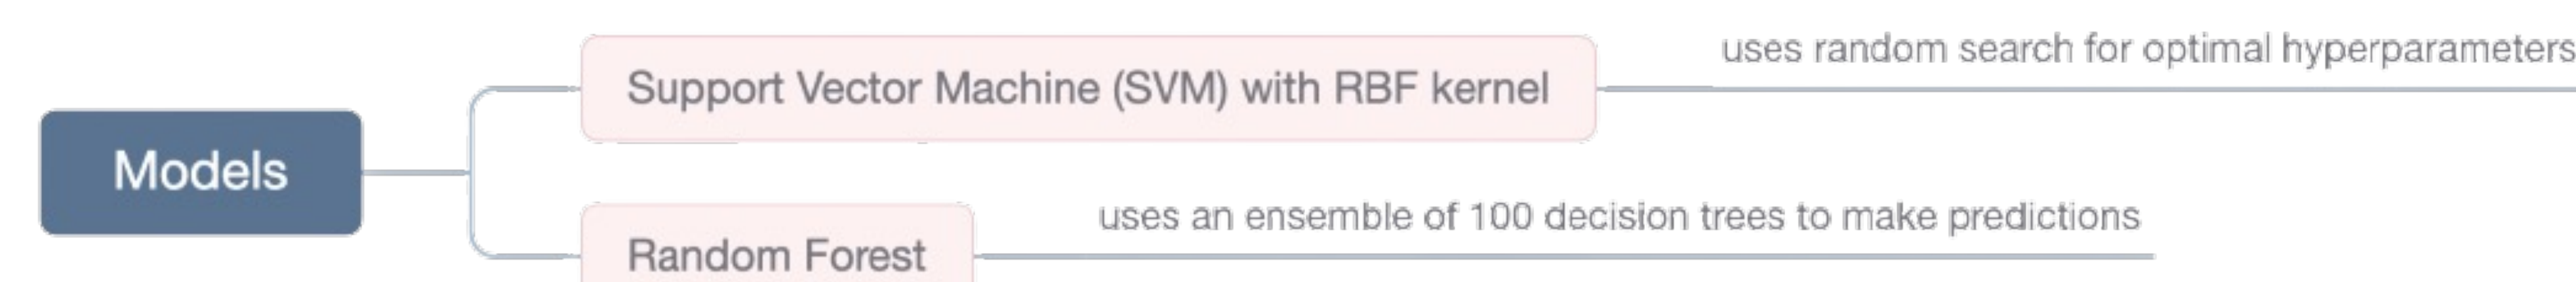 Models
Support Vector Machine (SVM) with RBF kernel
uses random search for optimal hyperparameters
Random Forest
uses an ensemble of 100 decision trees to make predictions